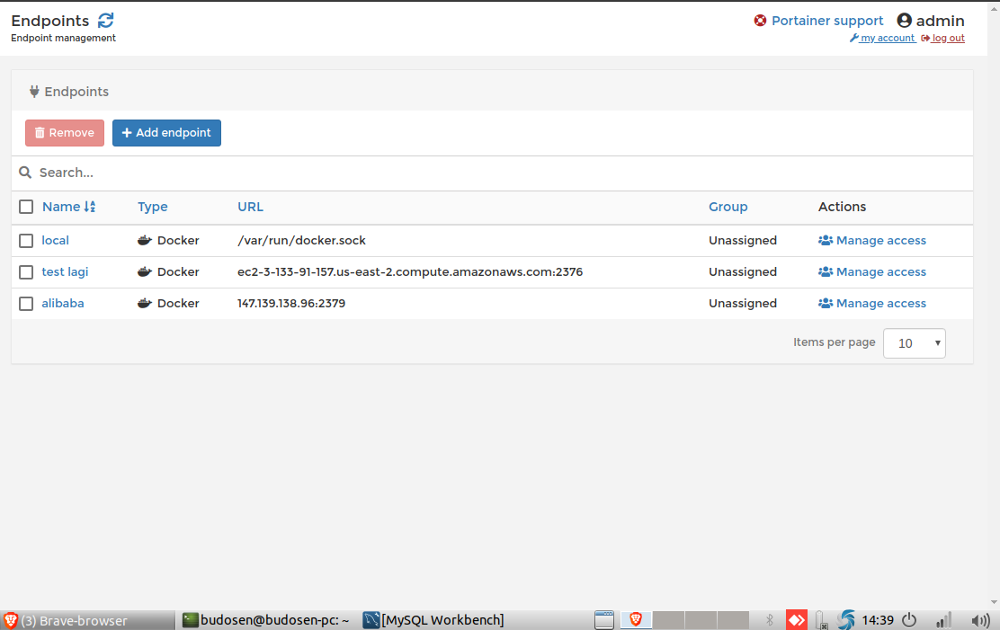 Endpoints
Portainer support admin
Endpoint management
my account log out
Endpoints
Remove Add endpoint
Search...
Name Type URL Group Actions
local Docker /var/run/docker.sock Unassigned Manage access
test lagi Docker ec2-3-133-91-157.us-east-2.compute.amazonaws.com:2376 Unassigned Manage access
alibaba Docker 147.139.138.96:2379 Unassigned Manage access
Items per page 10
(3) Brave-browser budosen@budosen-pc: ~ [MySQL Workbench] 14:39